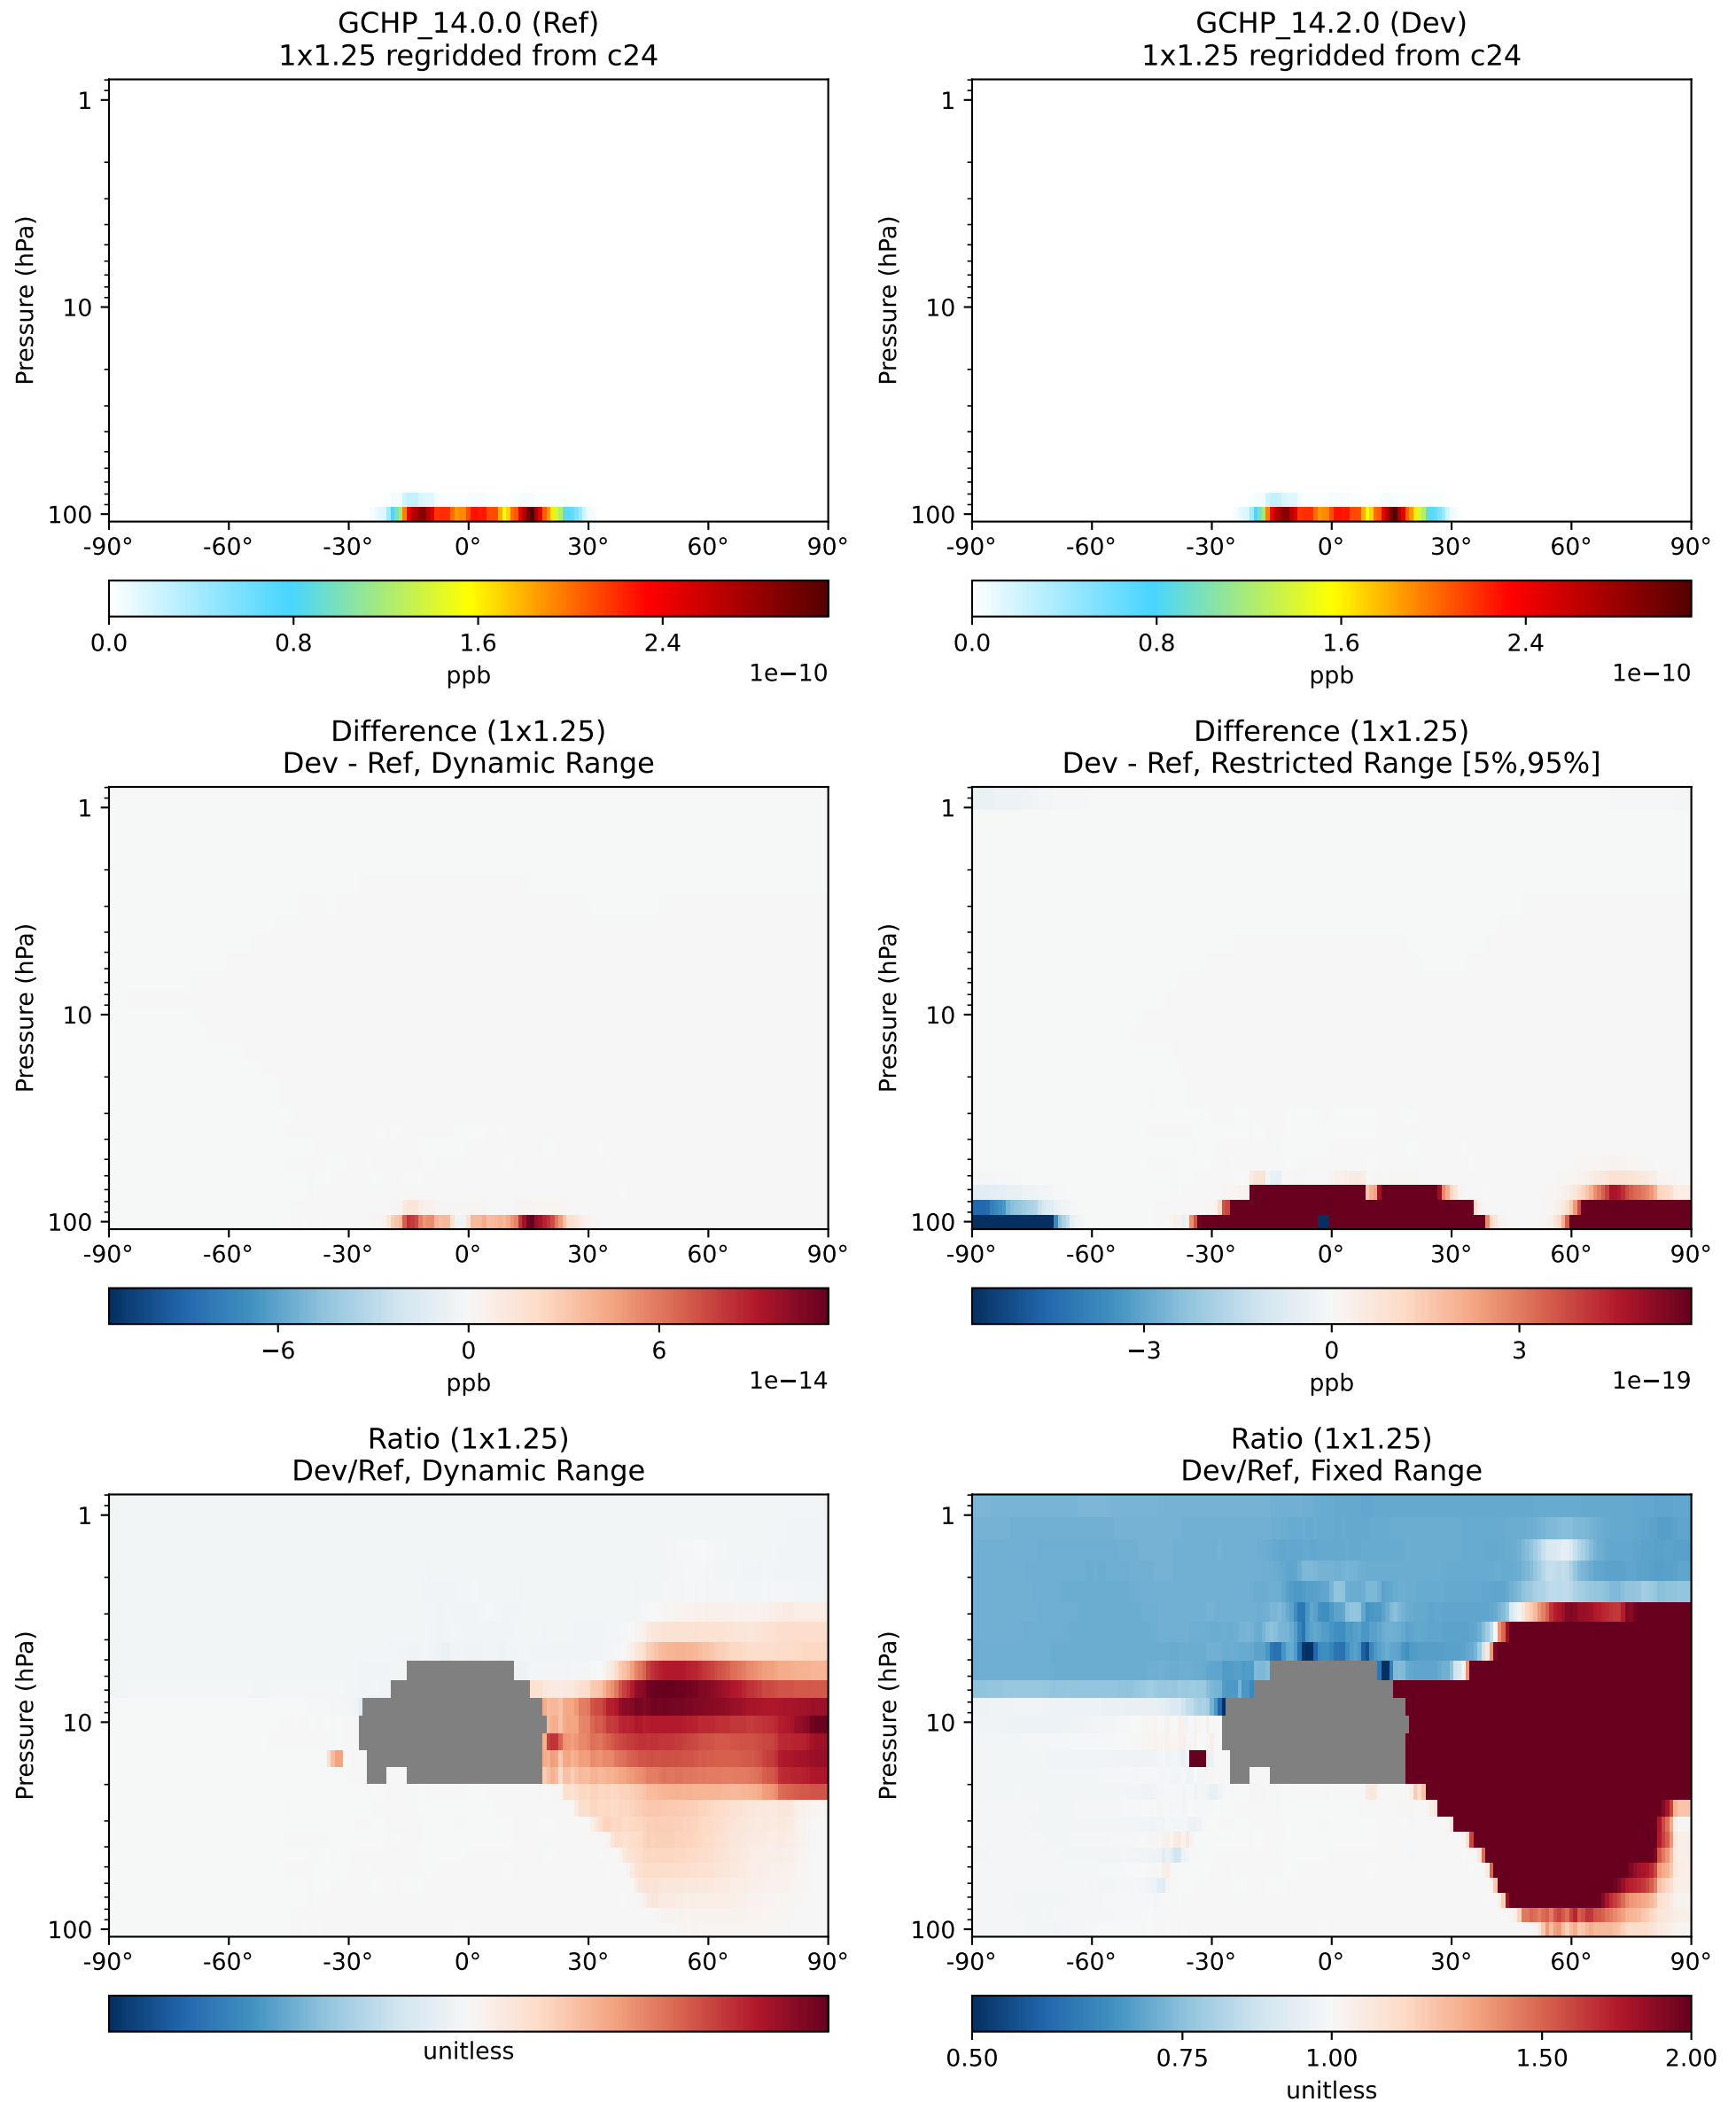 GCHP_14.0.0 (Ref)
1x1.25 regridded from c24
Pressure (hPa)
1
10
100
-90° -60° -30° 0° 30° 60° 90°
0.0 0.8 1.6 2.4
1e−10
ppb
GCHP_14.2.0 (Dev)
1x1.25 regridded from c24
Pressure (hPa)
1
10
100
-90° -60° -30° 0° 30° 60° 90°
0.0 0.8 1.6 2.4
1e−10
ppb
Difference (1x1.25)
Dev - Ref, Dynamic Range
Pressure (hPa)
1
10
100
-90° -60° -30° 0° 30° 60° 90°
−6 0 6
1e−14
ppb
Difference (1x1.25)
Dev - Ref, Restricted Range [5%,95%]
Pressure (hPa)
1
10
100
-90° -60° -30° 0° 30° 60° 90°
−3 0 3
1e−19
ppb
Ratio (1x1.25)
Dev/Ref, Dynamic Range
Pressure (hPa)
1
10
100
-90° -60° -30° 0° 30° 60° 90°
unitless
Ratio (1x1.25)
Dev/Ref, Fixed Range
Pressure (hPa)
1
10
100
-90° -60° -30° 0° 30° 60° 90°
0.50 0.75 1.00 1.50 2.00
unitless